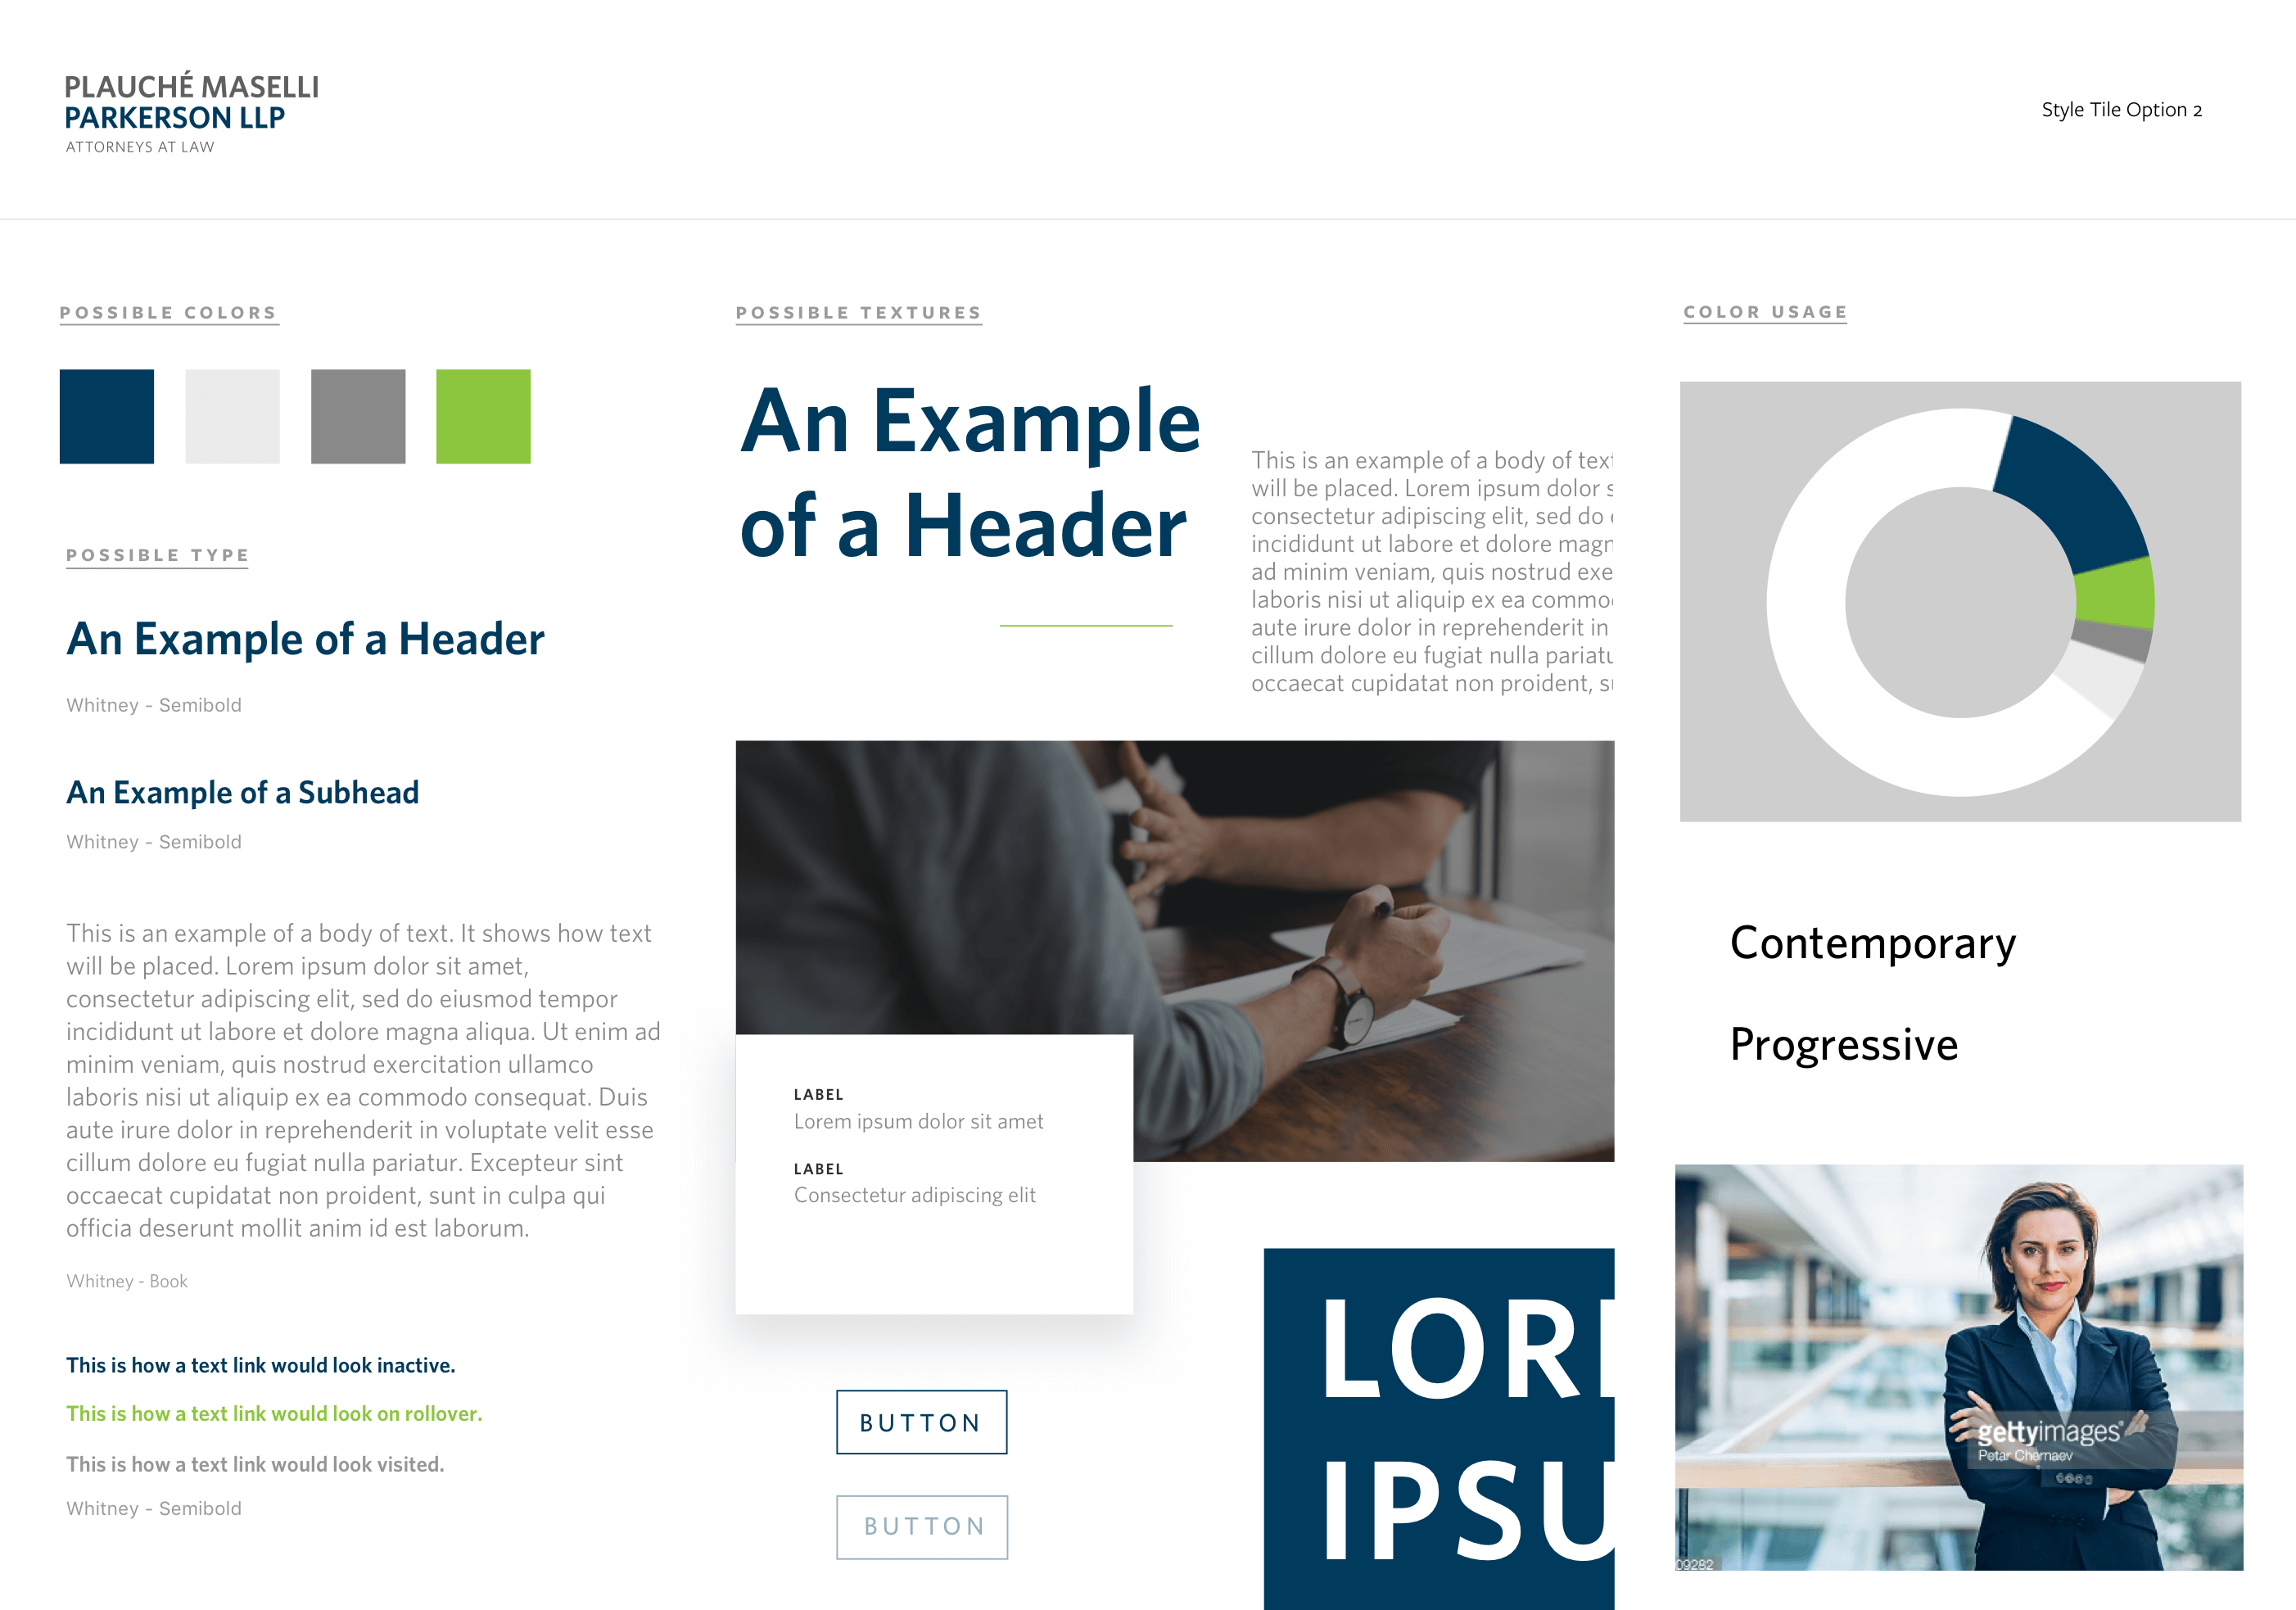 PLAUCHÉ MASELLI
PARKERSON LLP
ATTORNEYS AT LAW
Style Tile Option 2
POSSIBLE COLORS
POSSIBLE TYPE
An Example of a Header
Whitney - Semibold
An Example of a Subhead
Whitney - Semibold
This is an example of a body of text. It shows how text
will be placed. Lorem ipsum dolor sit amet,
consectetur adipiscing elit, sed do eiusmod tempor
incididunt ut labore et dolore magna aliqua. Ut enim ad
minim veniam, quis nostrud exercitation ullamco
laboris nisi ut aliquip ex ea commodo consequat. Duis
aute irure dolor in reprehenderit in voluptate velit esse
cillum dolore eu fugiat nulla pariatur. Excepteur sint
occaecat cupidatat non proident, sunt in culpa qui
officia deserunt mollit anim id est laborum.
Whitney - Book
This is how a text link would look inactive.
This is how a text link would look on rollover.
This is how a text link would look visited.
Whitney - Semibold
POSSIBLE TEXTURES
An Example
of a Header
This is an example of a body of text
will be placed. Lorem ipsum dolor s
consectetur adipiscing elit, sed do
incididunt ut labore et dolore magn
ad minim veniam, quis nostrud exe
laboris nisi ut aliquip ex ea commo
aute irure dolor in reprehenderit in
cillum dolore eu fugiat nulla pariatu
occaecat cupidatat non proident, su
LABEL
Lorem ipsum dolor sit amet
LABEL
Consectetur adipiscing elit
BUTTON
BUTTON
LOR
IPSU
COLOR USAGE
Contemporary
Progressive
gettyimages®
Petar Chernaev
09282